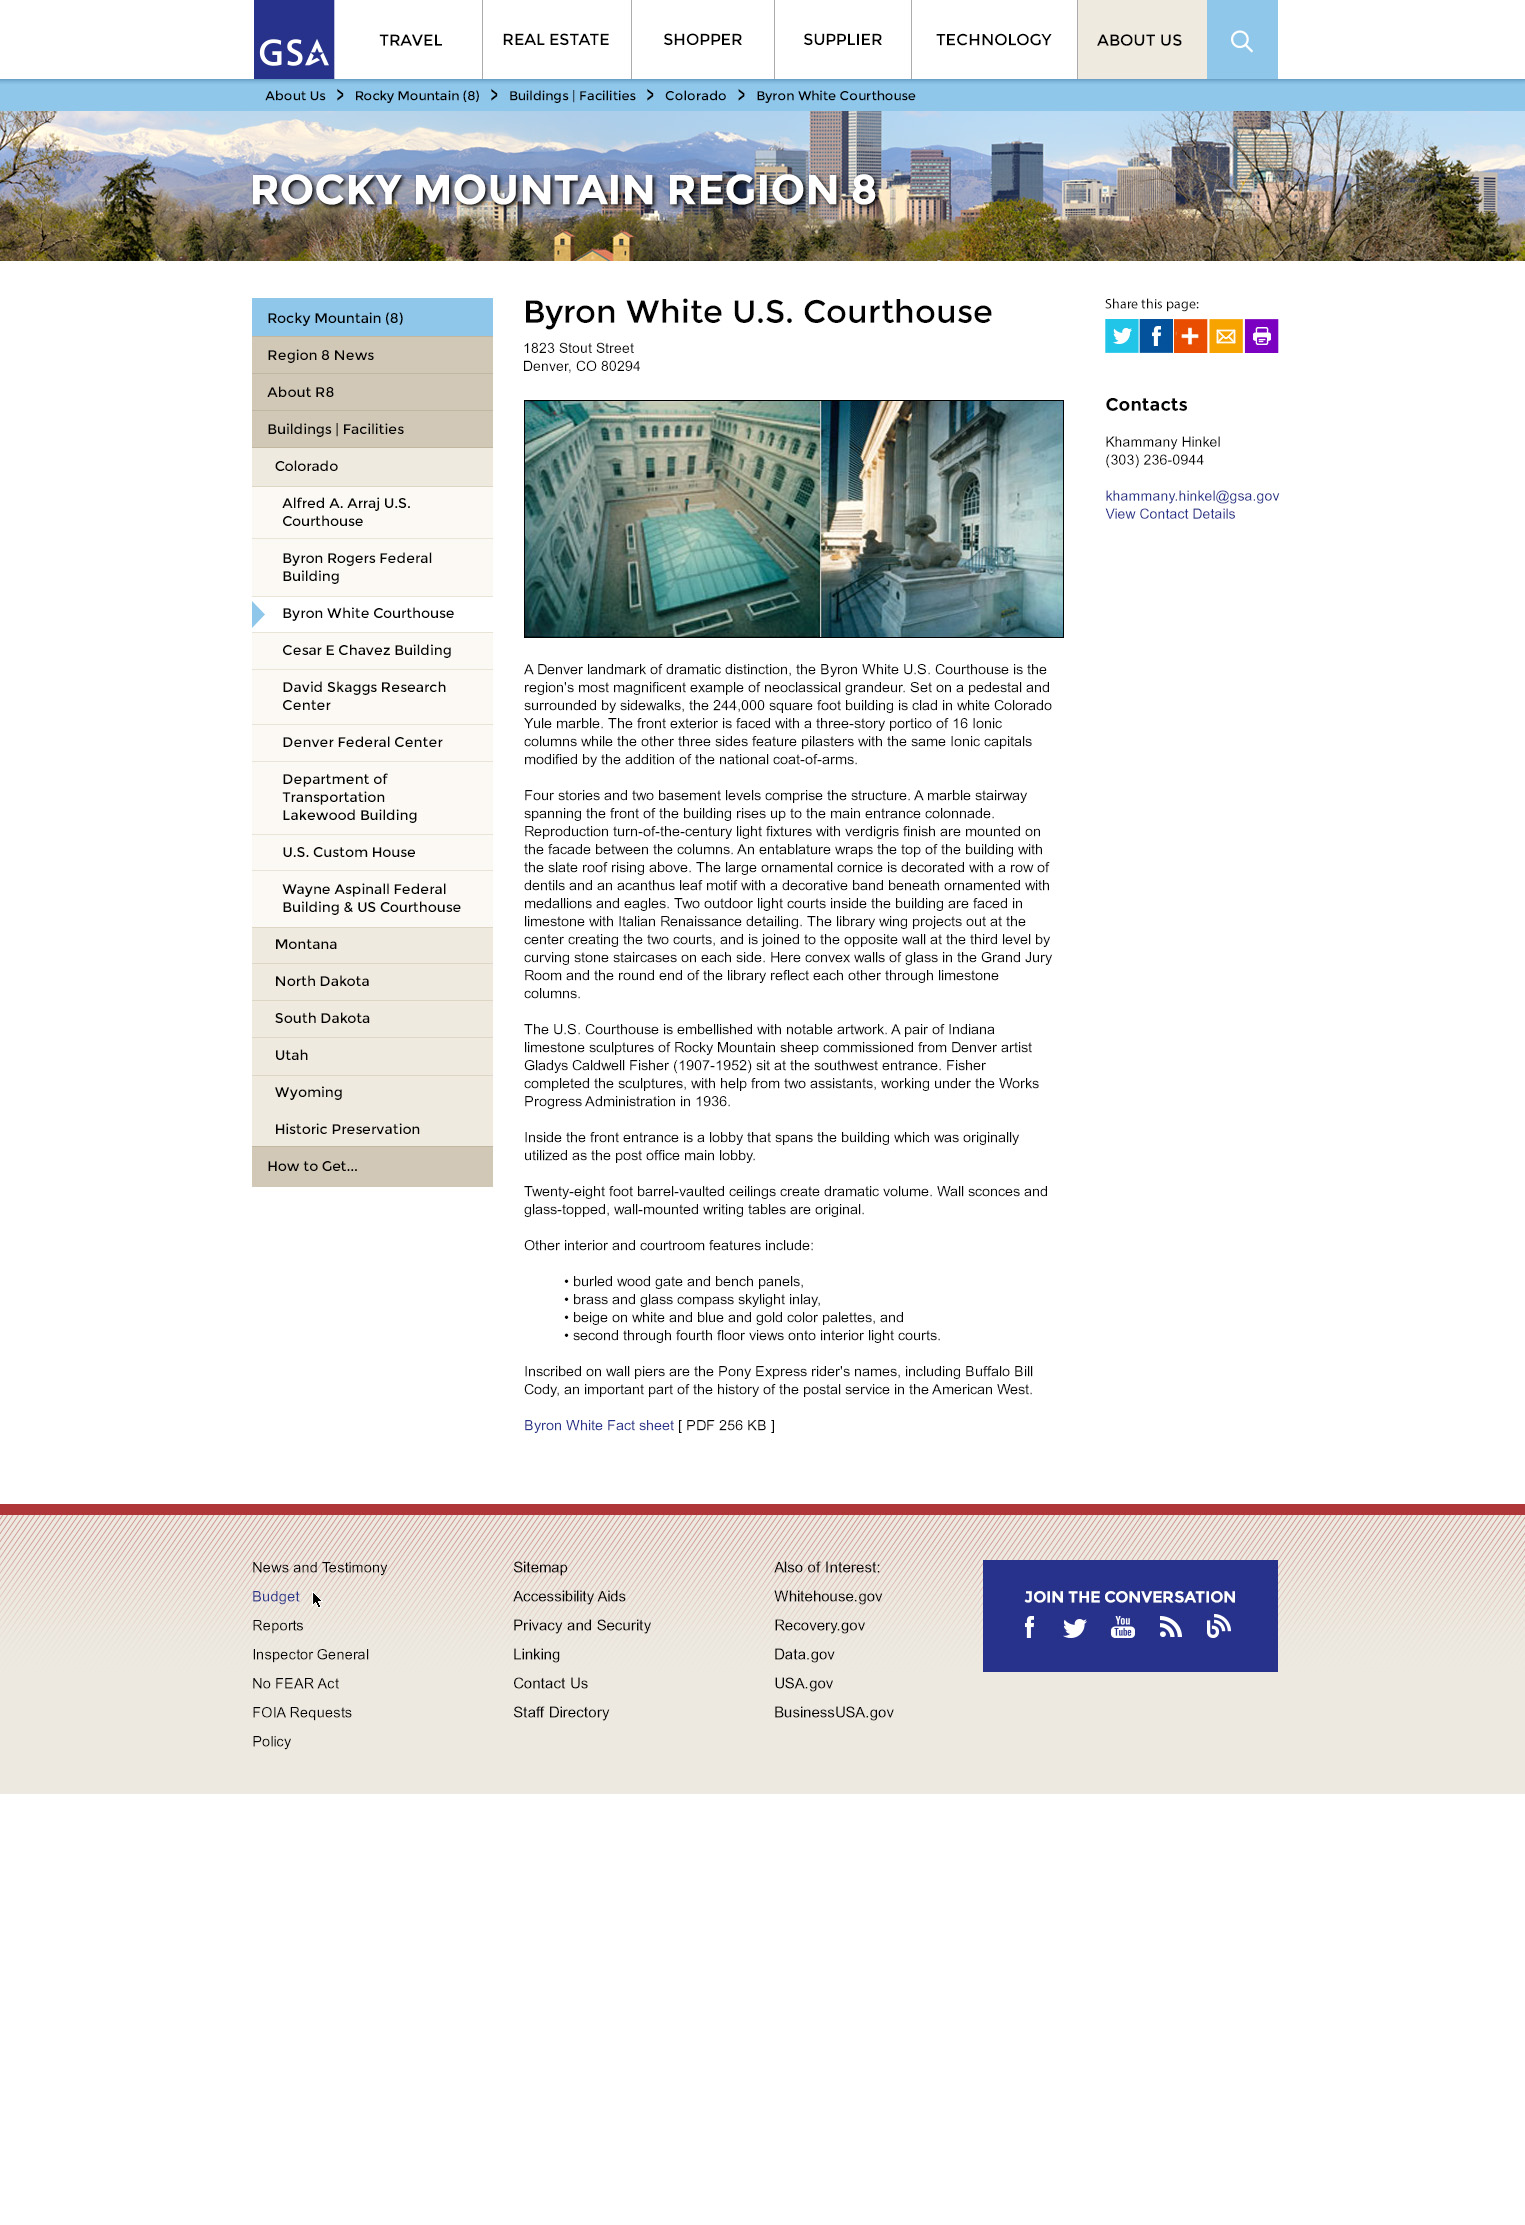 GSA
TRAVEL
REAL ESTATE
SHOPPER
SUPPLIER
TECHNOLOGY
ABOUT US
About Us > Rocky Mountain (8) > Buildings | Facilities > Colorado > Byron White Courthouse
ROCKY MOUNTAIN REGION 8
Rocky Mountain (8)
Region 8 News
About R8
Buildings | Facilities
Colorado
Alfred A. Arraj U.S.
Courthouse
Byron Rogers Federal
Building
Byron White Courthouse
Cesar E Chavez Building
David Skaggs Research
Center
Denver Federal Center
Department of
Transportation
Lakewood Building
U.S. Custom House
Wayne Aspinall Federal
Building & US Courthouse
Montana
North Dakota
South Dakota
Utah
Wyoming
Historic Preservation
How to Get...
Byron White U.S. Courthouse
1823 Stout Street
Denver, CO 80294
A Denver landmark of dramatic distinction, the Byron White U.S. Courthouse is the
region's most magnificent example of neoclassical grandeur. Set on a pedestal and
surrounded by sidewalks, the 244,000 square foot building is clad in white Colorado
Yule marble. The front exterior is faced with a three-story portico of 16 Ionic
columns while the other three sides feature pilasters with the same Ionic capitals
modified by the addition of the national coat-of-arms.
Four stories and two basement levels comprise the structure. A marble stairway
spanning the front of the building rises up to the main entrance colonnade.
Reproduction turn-of-the-century light fixtures with verdigris finish are mounted on
the facade between the columns. An entablature wraps the top of the building with
the slate roof rising above. The large ornamental cornice is decorated with a row of
dentils and an acanthus leaf motif with a decorative band beneath ornamented with
medallions and eagles. Two outdoor light courts inside the building are faced in
limestone with Italian Renaissance detailing. The library wing projects out at the
center creating the two courts, and is joined to the opposite wall at the third level by
curving stone staircases on each side. Here convex walls of glass in the Grand Jury
Room and the round end of the library reflect each other through limestone
columns.
The U.S. Courthouse is embellished with notable artwork. A pair of Indiana
limestone sculptures of Rocky Mountain sheep commissioned from Denver artist
Gladys Caldwell Fisher (1907-1952) sit at the southwest entrance. Fisher
completed the sculptures, with help from two assistants, working under the Works
Progress Administration in 1936.
Inside the front entrance is a lobby that spans the building which was originally
utilized as the post office main lobby.
Twenty-eight foot barrel-vaulted ceilings create dramatic volume. Wall sconces and
glass-topped, wall-mounted writing tables are original.
Other interior and courtroom features include:
• burled wood gate and bench panels,
• brass and glass compass skylight inlay,
• beige on white and blue and gold color palettes, and
• second through fourth floor views onto interior light courts.
Inscribed on wall piers are the Pony Express rider's names, including Buffalo Bill
Cody, an important part of the history of the postal service in the American West.
Byron White Fact sheet [ PDF 256 KB ]
Share this page:
Contacts
Khammany Hinkel
(303) 236-0944
khammany.hinkel@gsa.gov
View Contact Details
News and Testimony
Budget
Reports
Inspector General
No FEAR Act
FOIA Requests
Policy
Sitemap
Accessibility Aids
Privacy and Security
Linking
Contact Us
Staff Directory
Also of Interest:
Whitehouse.gov
Recovery.gov
Data.gov
USA.gov
BusinessUSA.gov
JOIN THE CONVERSATION
You
Tube